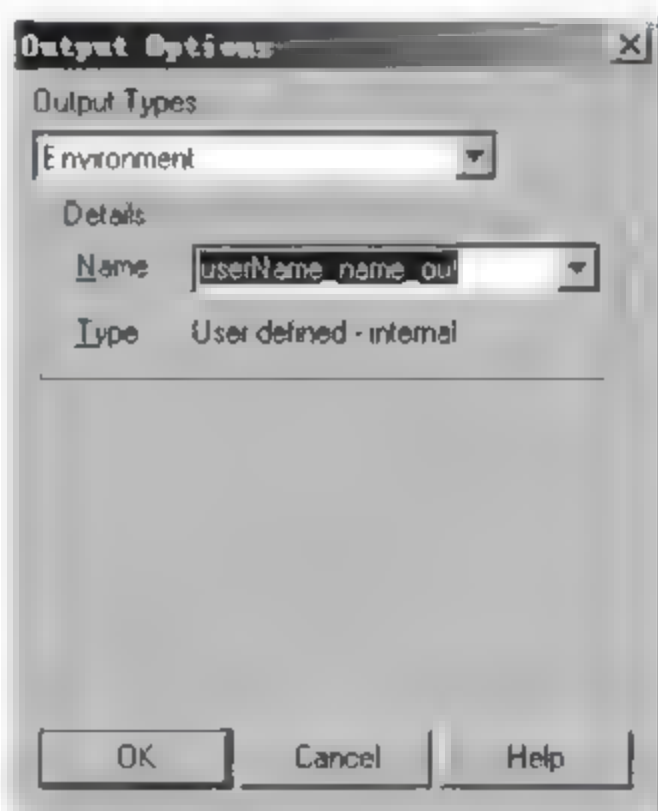 Output Options
Output Types
Environment
Details
Name userName_name_out
Type User defined - internal
OK Cancel Help